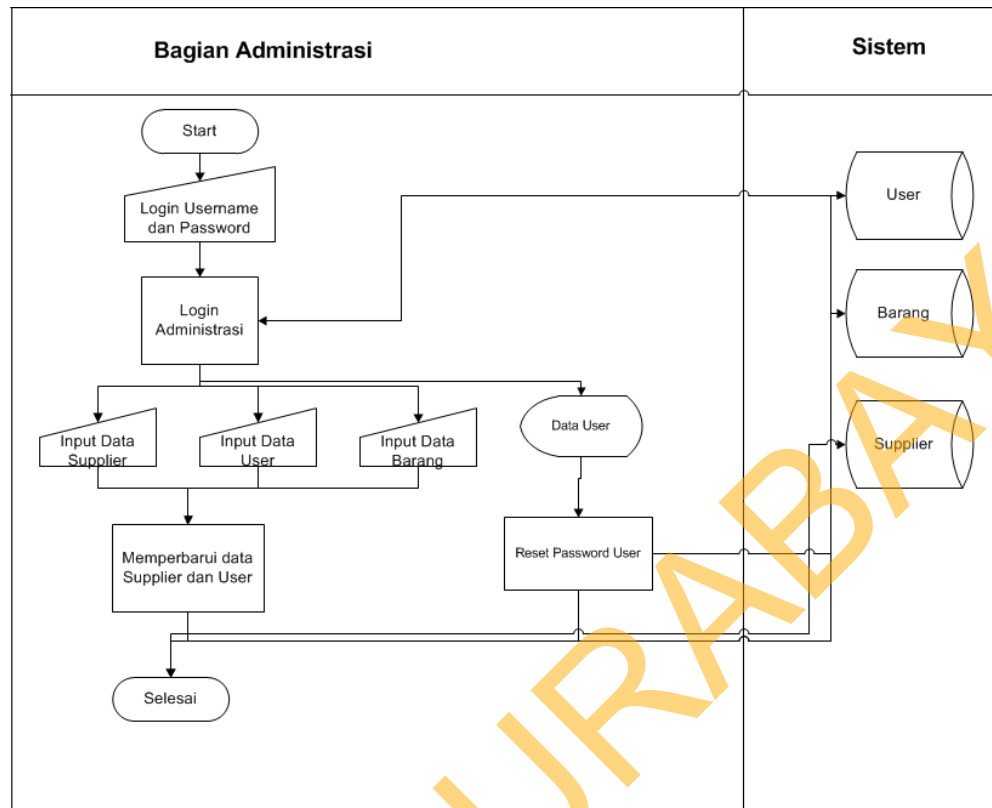 Bagian Administrasi
Sistem
Start
Login Username
dan Password
User
Login
Administrasi
Barang
Input Data
Supplier
Input Data
User
Input Data
Barang
Data User
Supplier
Memperbarui data
Supplier dan User
Reset Password User
Selesai
URABAY